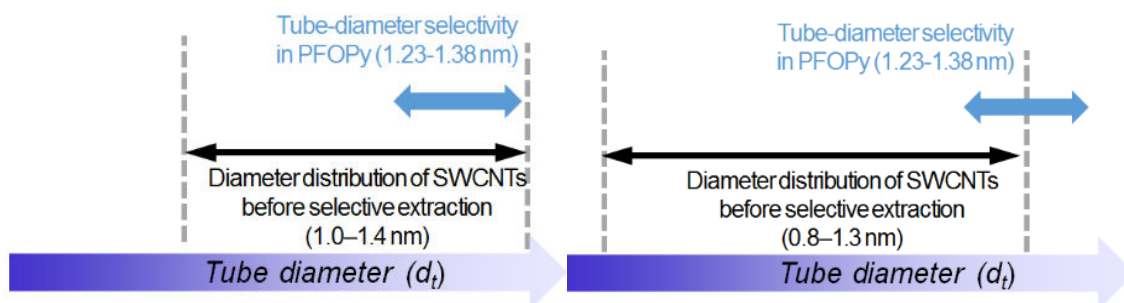 Tube-diameter selectivity
in PFOPy (1.23-1.38 nm)
Diameter distribution of SWCNTs
before selective extraction
(1.0–1.4 nm)
Tube diameter (dt)
Tube-diameter selectivity
in PFOPy (1.23-1.38 nm)
Diameter distribution of SWCNTs
before selective extraction
(0.8–1.3 nm)
Tube diameter (dt)